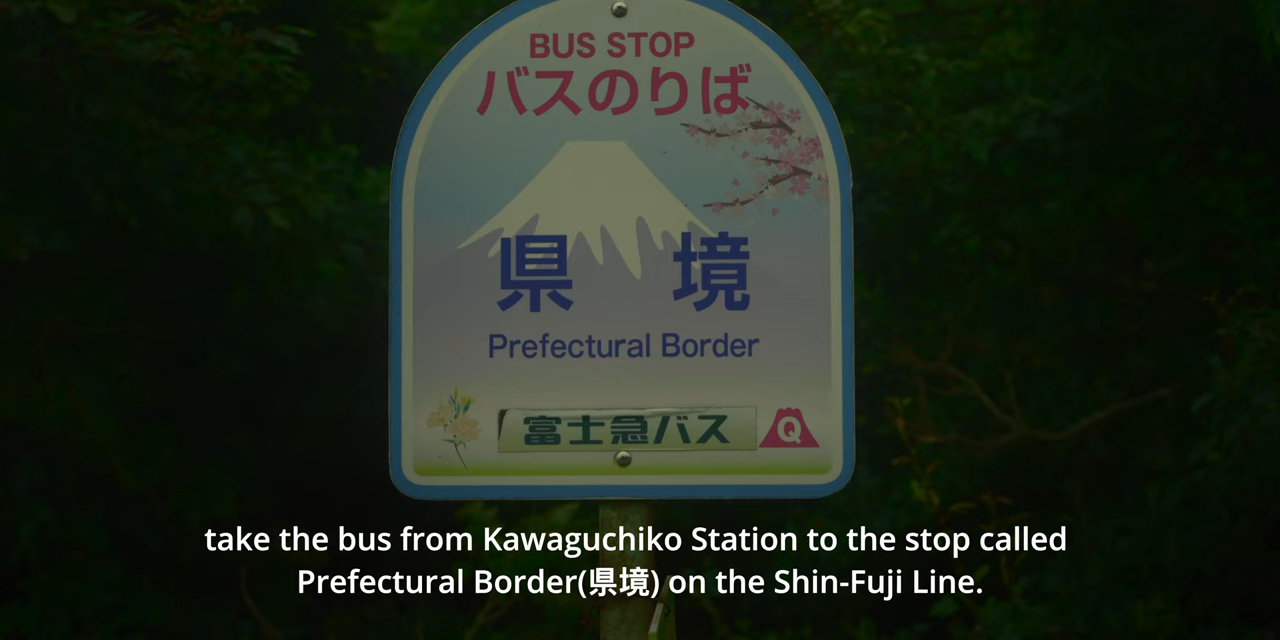 BUS STOP
バスのりば
県 境
Prefectural Border
富士急バス Q
take the bus from Kawaguchiko Station to the stop called
Prefectural Border(県境) on the Shin-Fuji Line.